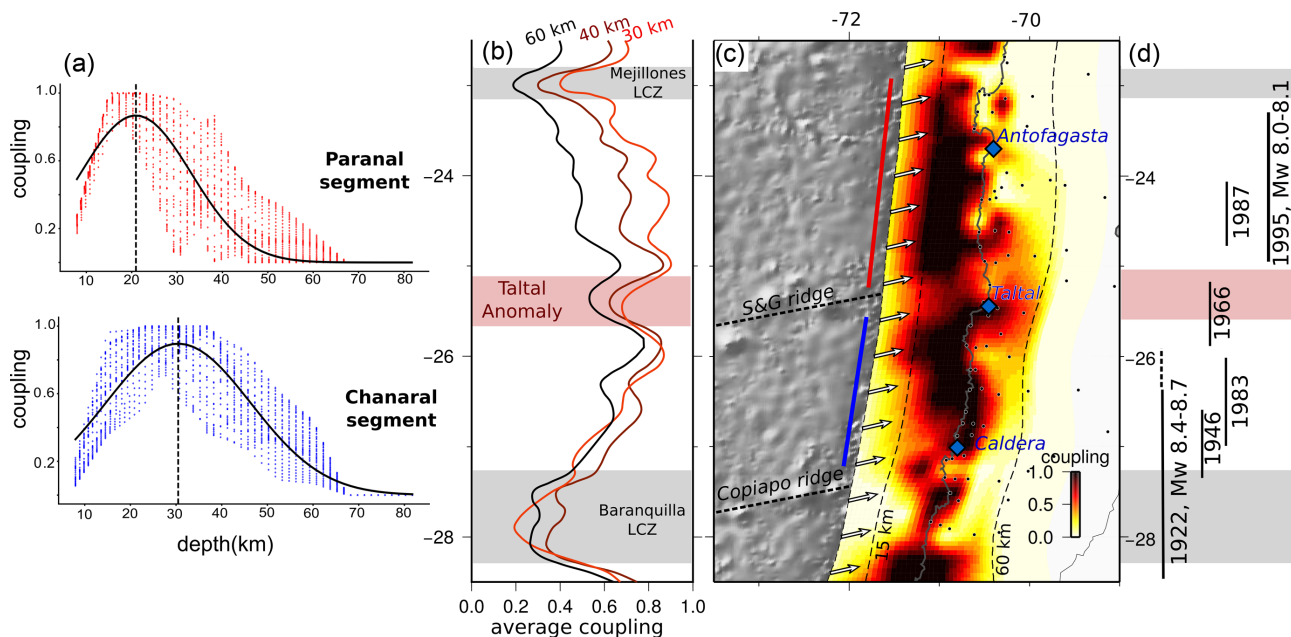 (a)
coupling
1.0
0.6
0.2
10 20 30 40 50 60 70 80
Paranal
segment
coupling
1.0
0.6
0.2
10 20 30 40 50 60 70 80
Chanaral
segment
depth(km)
(b)
60 km
40 km
30 km
Mejillones
LCZ
Taltal
Anomaly
Baranquilla
LCZ
−24
−25
−26
−27
−28
0.0 0.2 0.4 0.6 0.8 1.0
average coupling
(c)
-72 -70
Antofagasta
S&G ridge
Taltal
Copiapo ridge
Caldera
coupling
1.0
0.5
0.0
15 km
60 km
(d)
−24
−26
−28
1995, Mw 8.0-8.1
1987
1966
1983
1946
1922, Mw 8.4-8.7